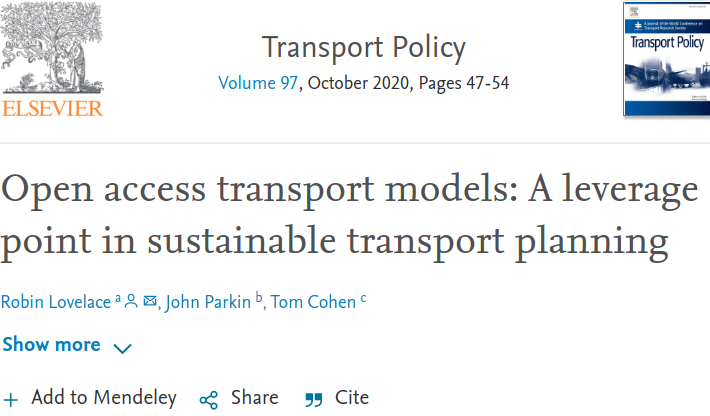 ELSEVIER
Transport Policy
Volume 97, October 2020, Pages 47-54
Transport Policy
Open access transport models: A leverage
point in sustainable transport planning
Robin Lovelace a, John Parkin b, Tom Cohen c
Show more
Add to Mendeley
Share
Cite